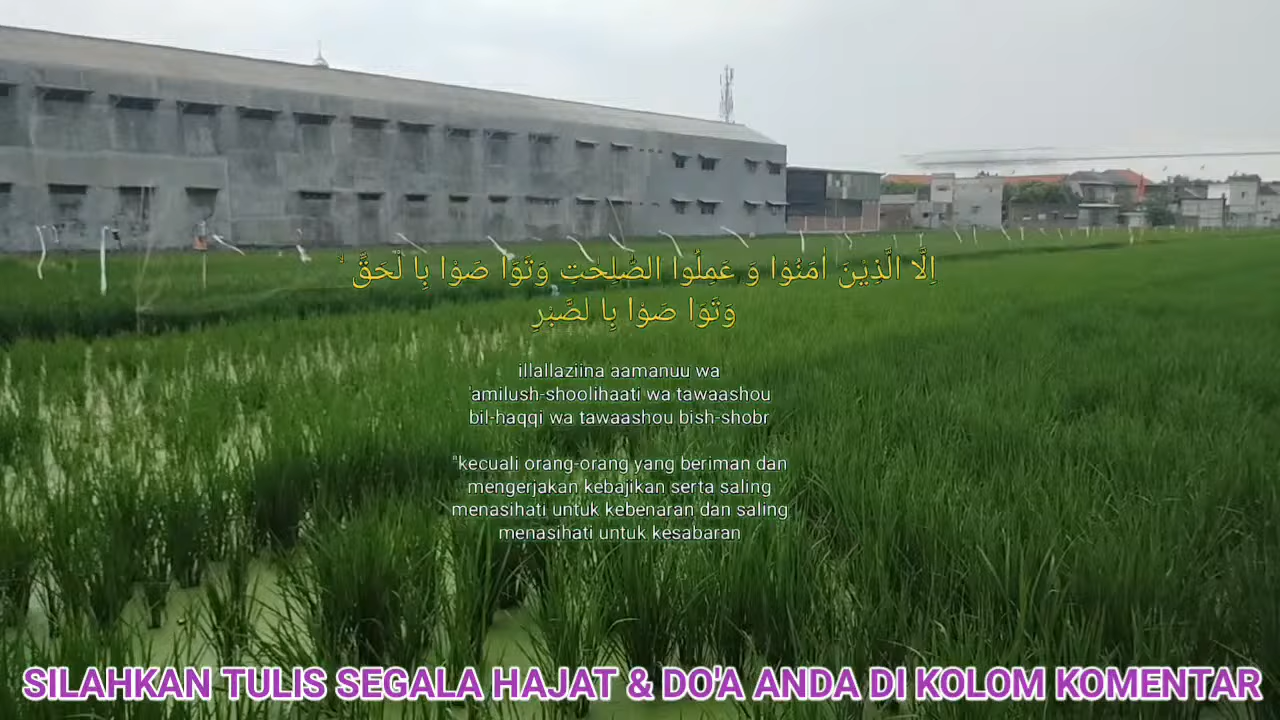 اِلَّا الَّذِيْنَ اٰمَنُوْا وَ عَمِلُوا الصّٰلِحٰتِ وَتَوَا صَوْا بِا لْحَقِّ ۙ
وَتَوَا صَوْا بِا لصَّبْرِ
illallaziina aamanuu wa
'amilush-shoolihaati wa tawaashou
bil-haqqi wa tawaashou bish-shobr
"kecuali orang-orang yang beriman dan
mengerjakan kebajikan serta saling
menasihati untuk kebenaran dan saling
menasihati untuk kesabaran
SILAHKAN TULIS SEGALA HAJAT & DO'A ANDA DI KOLOM KOMENTAR